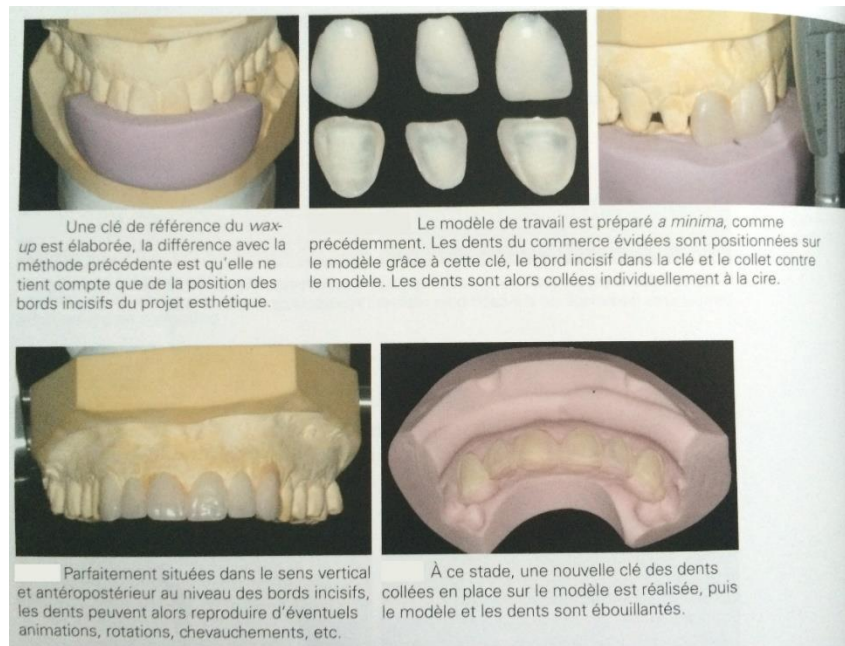 Une clé de référence du wax-
up est élaborée, la différence avec la
méthode précédente est qu'elle ne
tient compte que de la position des
bords incisifs du projet esthétique.
Le modèle de travail est préparé a minima, comme
précédemment. Les dents du commerce évidées sont positionnées sur
le modèle grâce à cette clé, le bord incisif dans la clé et le collet contre
le modèle. Les dents sont alors collées individuellement à la cire.
Parfaitement situées dans le sens vertical
et antéropostérieur au niveau des bords incisifs,
les dents peuvent alors reproduire d'éventuels
animations, rotations, chevauchements, etc.
À ce stade, une nouvelle clé des dents
collées en place sur le modèle est réalisée, puis
le modèle et les dents sont ébouillantés.